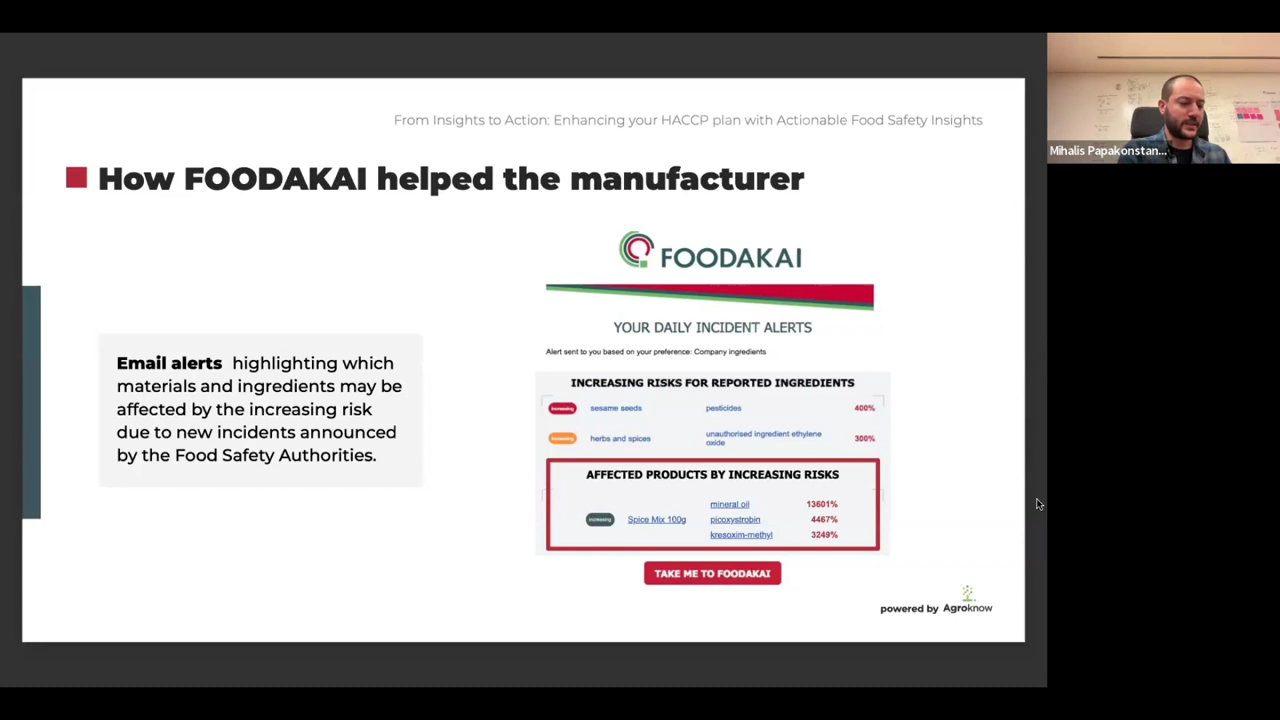 From Insights to Action: Enhancing your HACCP plan with Actionable Food Safety Insights
How FOODAKAI helped the manufacturer
Mihalis Papakonstan...
Email alerts highlighting which
materials and ingredients may be
affected by the increasing risk
due to new incidents announced
by the Food Safety Authorities.
FOODAKAI
YOUR DAILY INCIDENT ALERTS
Alert sent to you based on your preference: Company ingredients
INCREASING RISKS FOR REPORTED INGREDIENTS
Increasing sesame seeds pesticides 400%
Increasing herbs and spices unauthorised ingredient ethylene oxide 300%
AFFECTED PRODUCTS BY INCREASING RISKS
mineral oil 13601%
Increasing Spice Mix 100g picoxystrobin 4467%
kresoxim-methyl 3249%
TAKE ME TO FOODAKAI
powered by Agroknow